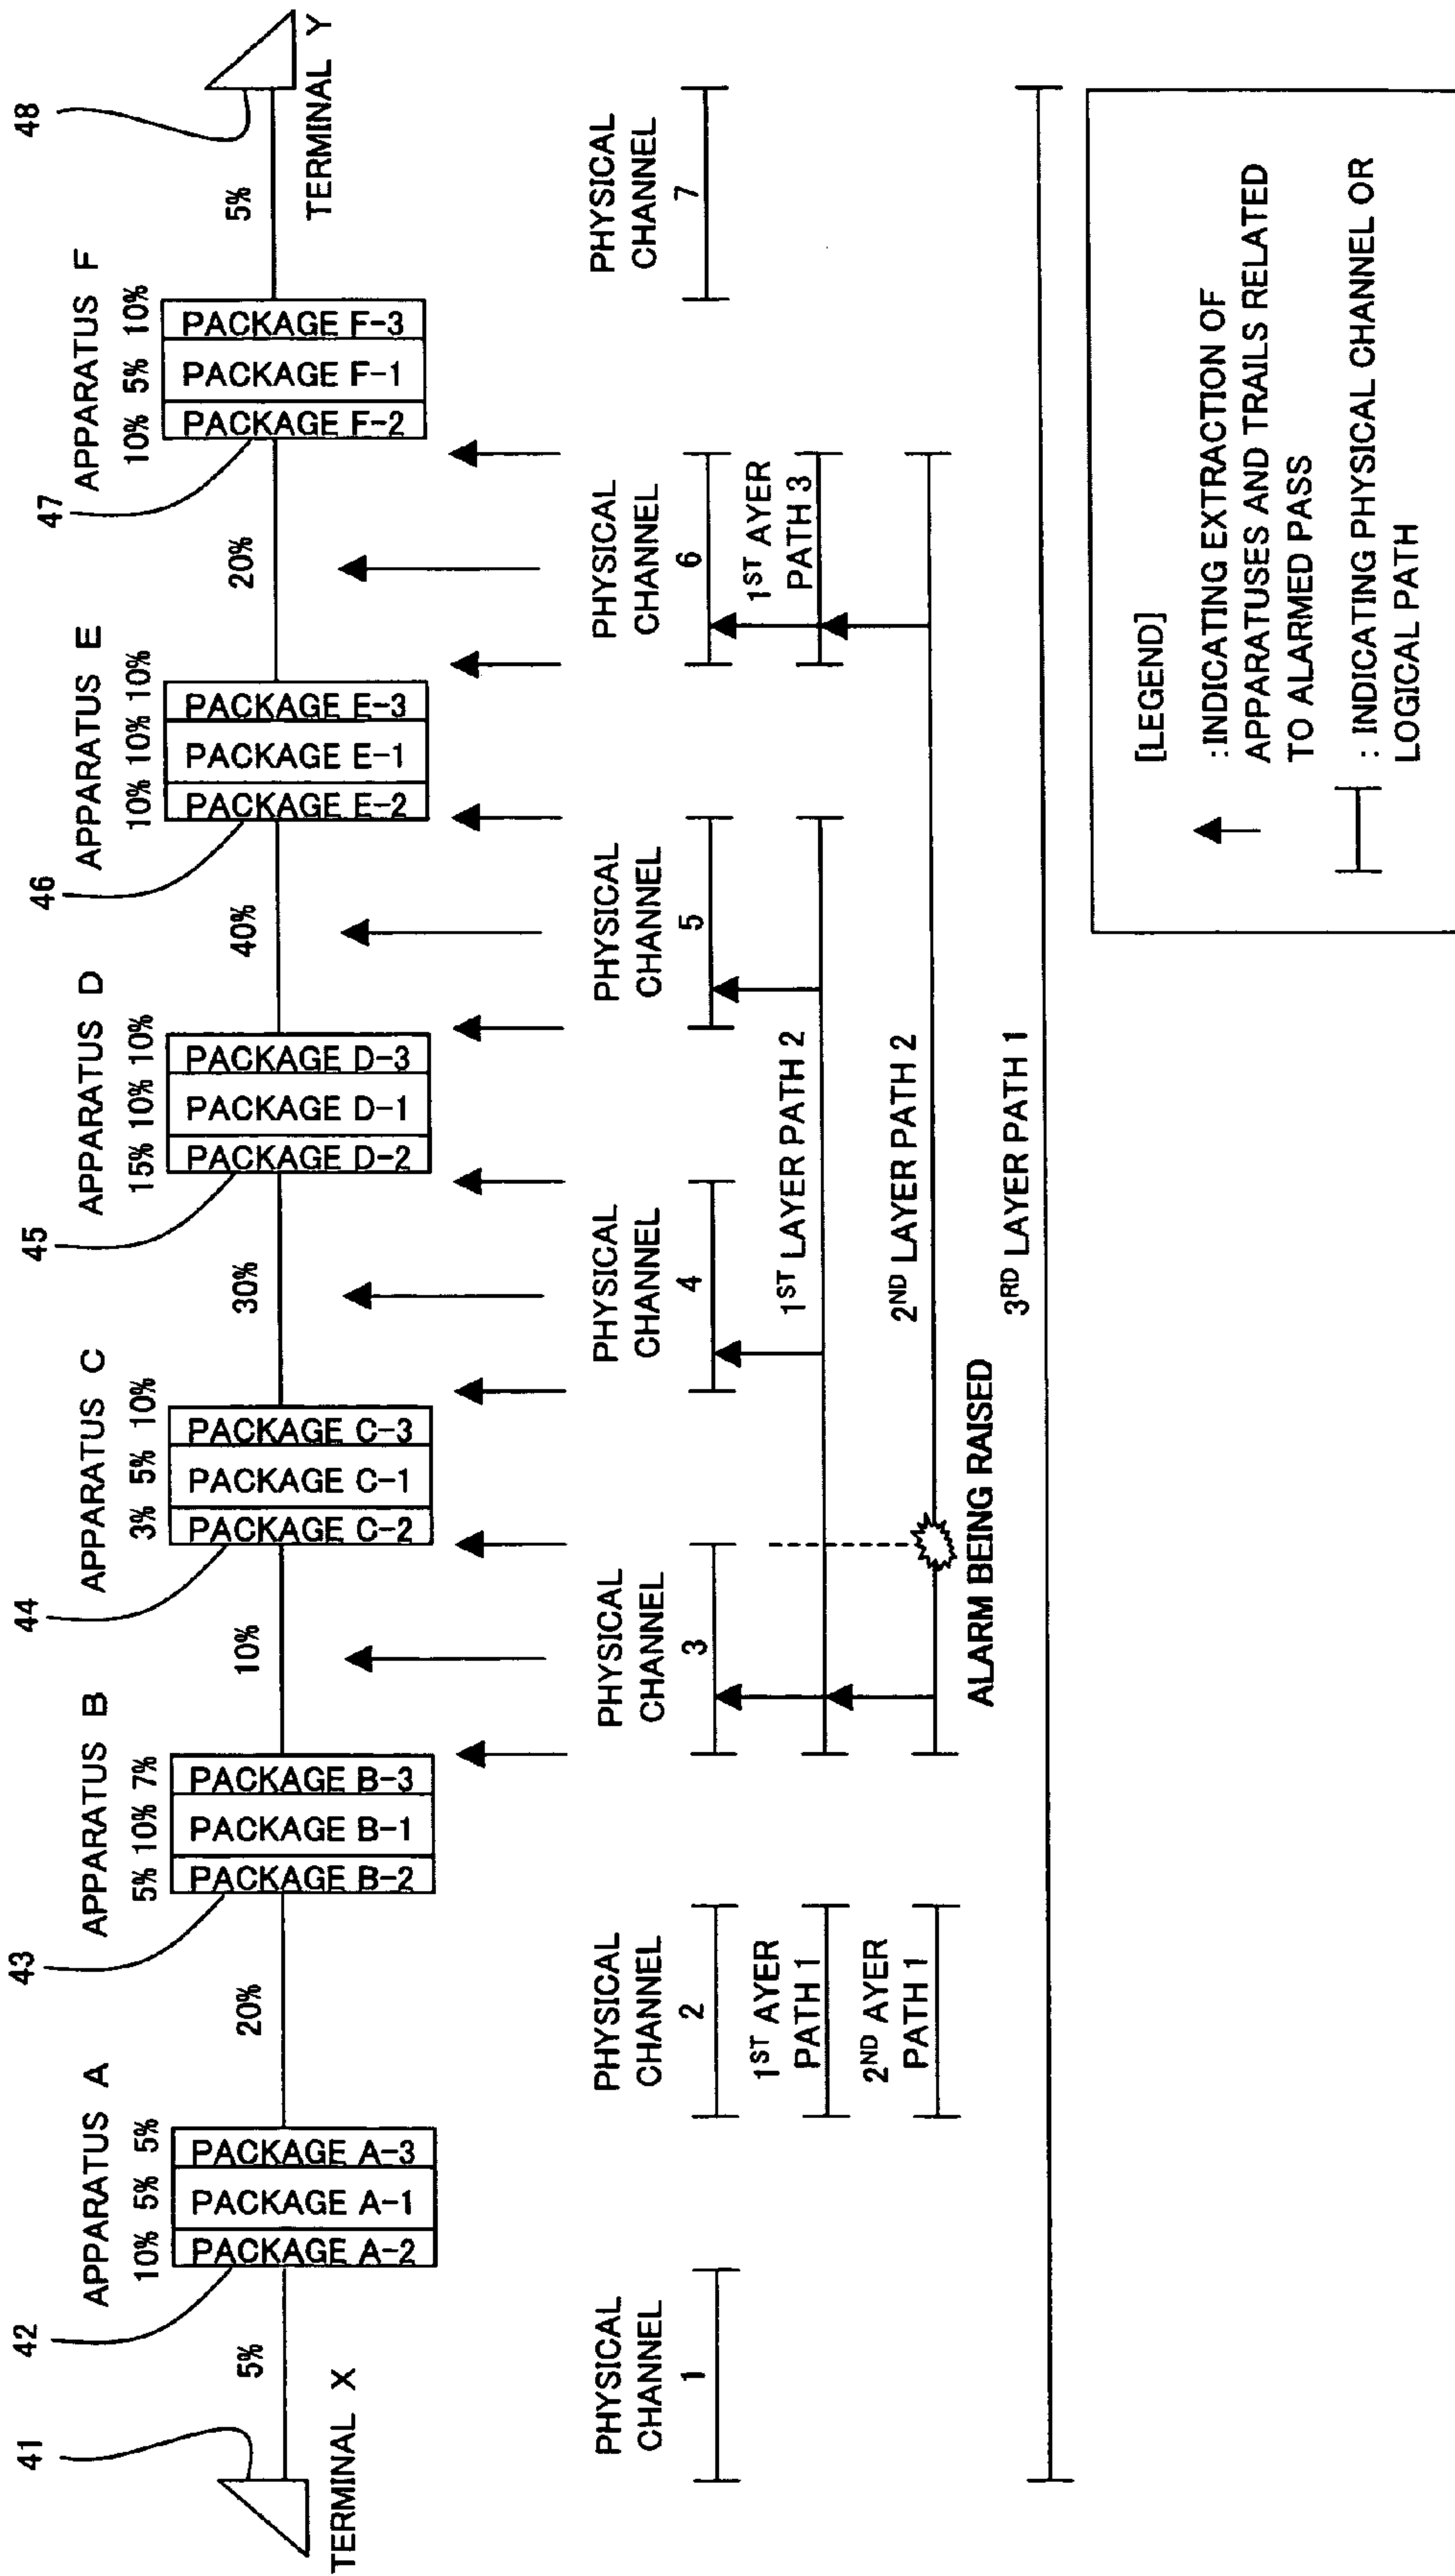 41
42
43
44
45
46
47
48
APPARATUS A
APPARATUS B
APPARATUS C
APPARATUS D
APPARATUS E
APPARATUS F
10% 5% 5%
5% 10% 7%
3% 5% 10%
15% 10% 10%
10% 10% 10%
10% 5% 10%
5%
20%
10%
30%
40%
20%
5%
PACKAGE A-2
PACKAGE A-1
PACKAGE A-3
PACKAGE B-2
PACKAGE B-1
PACKAGE B-3
PACKAGE C-2
PACKAGE C-1
PACKAGE C-3
PACKAGE D-2
PACKAGE D-1
PACKAGE D-3
PACKAGE E-2
PACKAGE E-1
PACKAGE E-3
PACKAGE F-2
PACKAGE F-1
PACKAGE F-3
TERMINAL X
TERMINAL Y
PHYSICAL
CHANNEL
1
PHYSICAL
CHANNEL
2
PHYSICAL
CHANNEL
3
PHYSICAL
CHANNEL
4
PHYSICAL
CHANNEL
5
PHYSICAL
CHANNEL
6
PHYSICAL
CHANNEL
7
1ST AYER
PATH 1
1ST LAYER PATH 2
1ST AYER
PATH 3
2ND AYER
PATH 1
2ND LAYER PATH 2
ALARM BEING RAISED
3RD LAYER PATH 1
[LEGEND]
: INDICATING EXTRACTION OF
APPARATUSES AND TRAILS RELATED
TO ALARMED PASS
: INDICATING PHYSICAL CHANNEL OR
LOGICAL PATH